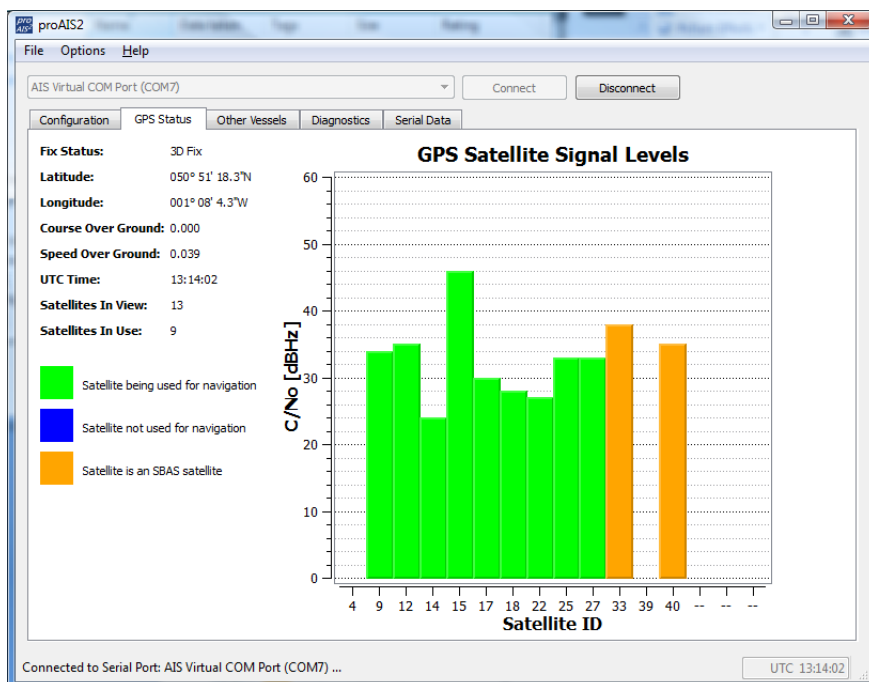 proAIS2
File Options Help
AIS Virtual COM Port (COM7) Connect Disconnect
Configuration GPS Status Other Vessels Diagnostics Serial Data
Fix Status: 3D Fix
Latitude: 050° 51' 18.3"N
Longitude: 001° 08' 4.3"W
Course Over Ground: 0.000
Speed Over Ground: 0.039
UTC Time: 13:14:02
Satellites In View: 13
Satellites In Use: 9
Satellite being used for navigation
Satellite not used for navigation
Satellite is an SBAS satellite
GPS Satellite Signal Levels
C/No [dBHz]
60
50
40
30
20
10
0
4 9 12 14 15 17 18 22 25 27 33 39 40 -- -- --
Satellite ID
Connected to Serial Port: AIS Virtual COM Port (COM7) ... UTC 13:14:02